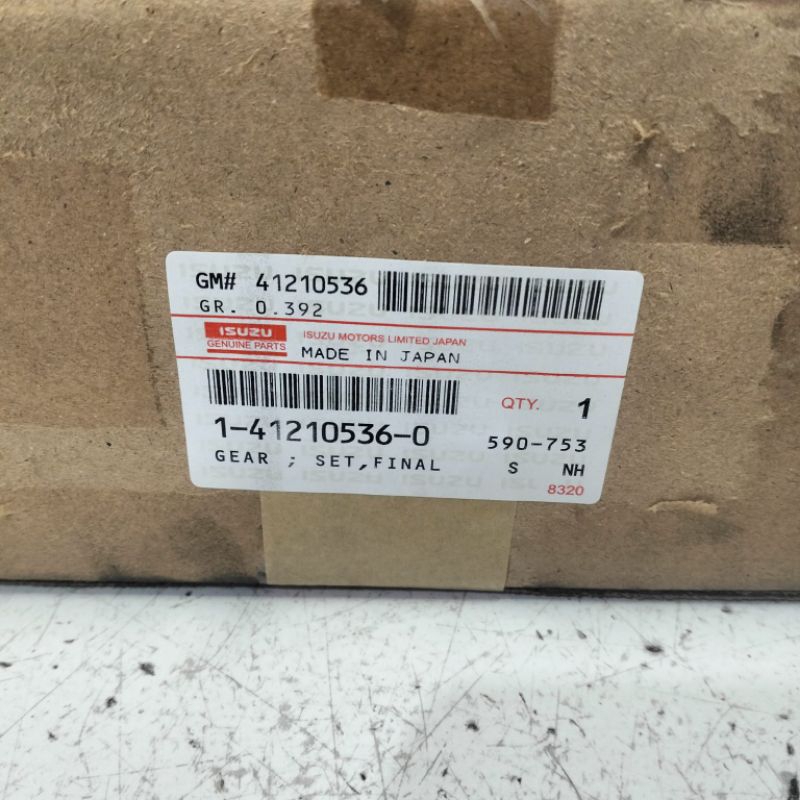 GM# 41210536
GR. 0.392
ISUZU
GENUINE PARTS
ISUZU MOTORS LIMITED JAPAN
MADE IN JAPAN
QTY. 1
1-41210536-0
590-753
GEAR ; SET,FINAL
S NH
8320